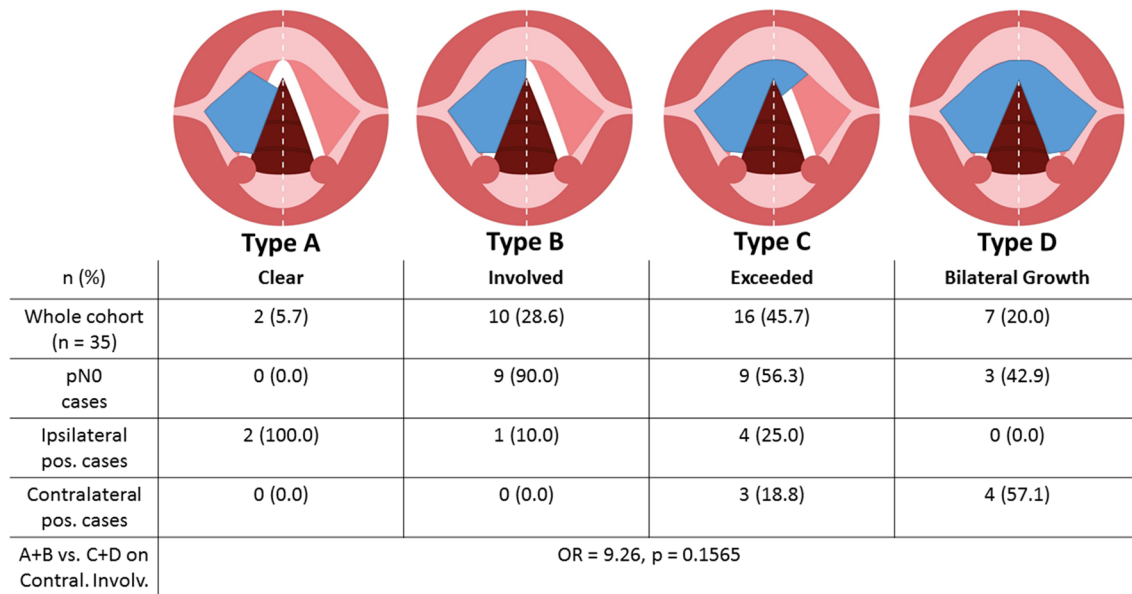 Type A Type B Type C Type D
n (%) Clear Involved Exceeded Bilateral Growth
Whole cohort 2 (5.7) 10 (28.6) 16 (45.7) 7 (20.0)
(n = 35)
pN0 0 (0.0) 9 (90.0) 9 (56.3) 3 (42.9)
cases
Ipsilateral 2 (100.0) 1 (10.0) 4 (25.0) 0 (0.0)
pos. cases
Contralateral 0 (0.0) 0 (0.0) 3 (18.8) 4 (57.1)
pos. cases
A+B vs. C+D on OR = 9.26, p = 0.1565
Contral. Involv.